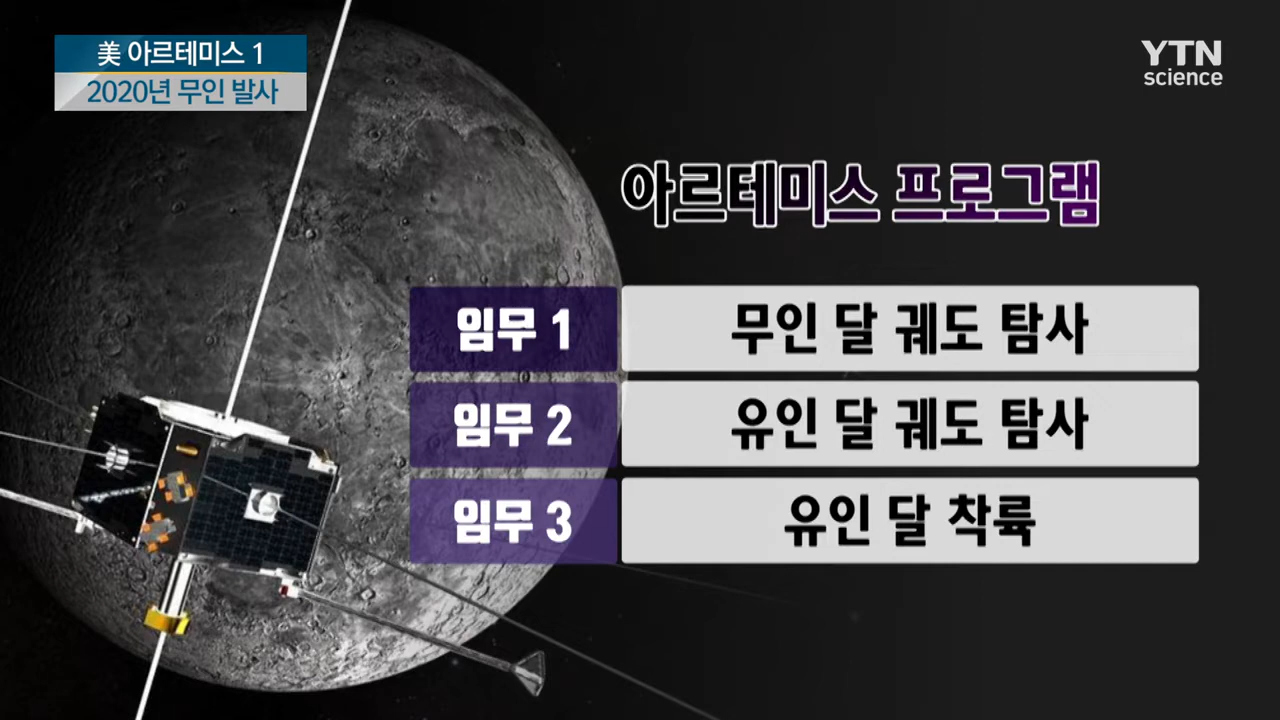 美 아르테미스 1
2020년 무인 발사
YTN
science
아르테미스 프로그램
임무 1 무인 달 궤도 탐사
임무 2 유인 달 궤도 탐사
임무 3 유인 달 착륙